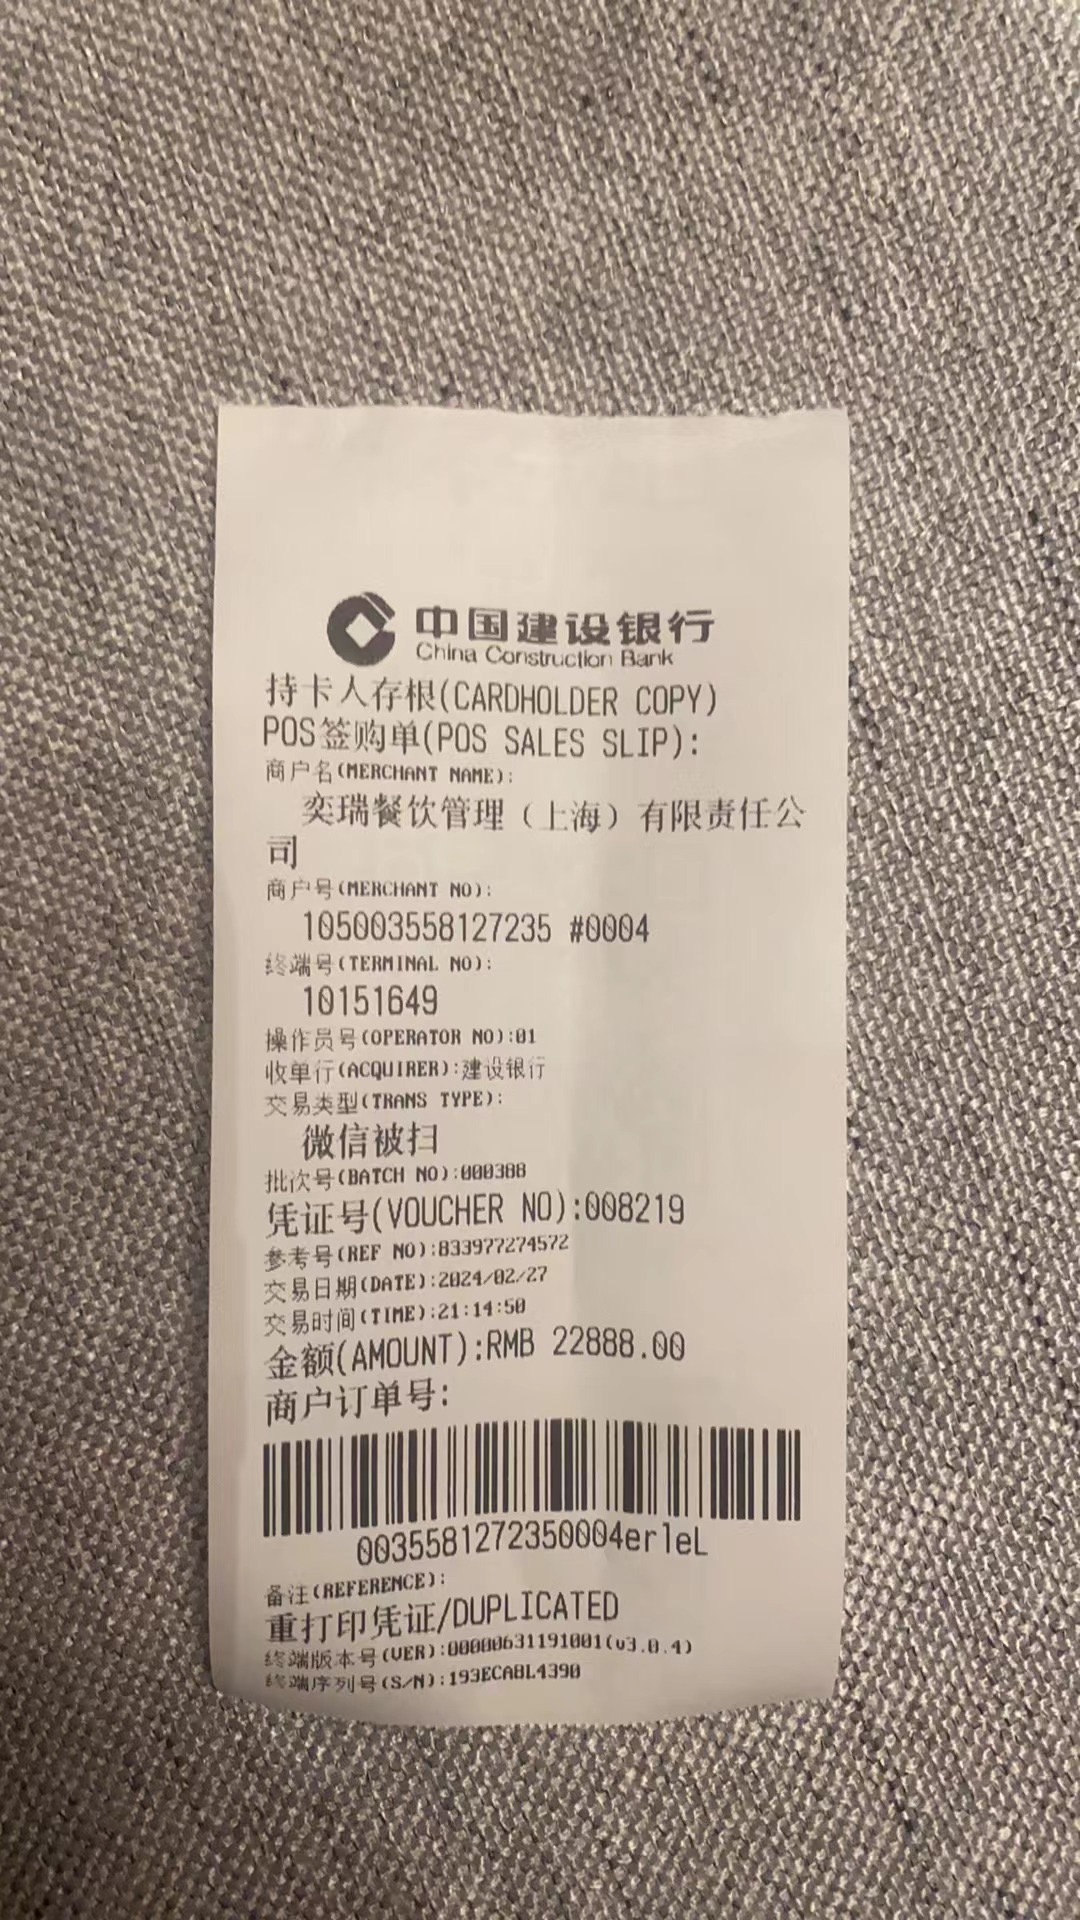 中国建设银行
China Construction Bank
持卡人存根(CARDHOLDER COPY)
POS签购单(POS SALES SLIP):
商户名(MERCHANT NAME):
奕瑞餐饮管理（上海）有限责任公
司
商户号(MERCHANT NO):
105003558127235 #0004
终端号(TERMINAL NO):
10151649
操作员号(OPERATOR NO):01
收单行(ACQUIRER):建设银行
交易类型(TRANS TYPE):
微信被扫
批次号(BATCH NO):000388
凭证号(VOUCHER NO):008219
参考号(REF NO):833977274572
交易日期(DATE):2024/02/27
交易时间(TIME):21:14:50
金额(AMOUNT):RMB 22888.00
商户订单号:
0035581272350004erleL
备注(REFERENCE):
重打印凭证/DUPLICATED
终端版本号(VER):00000631191001(v3.0.4)
终端序列号(S/N):193ECA8L4390